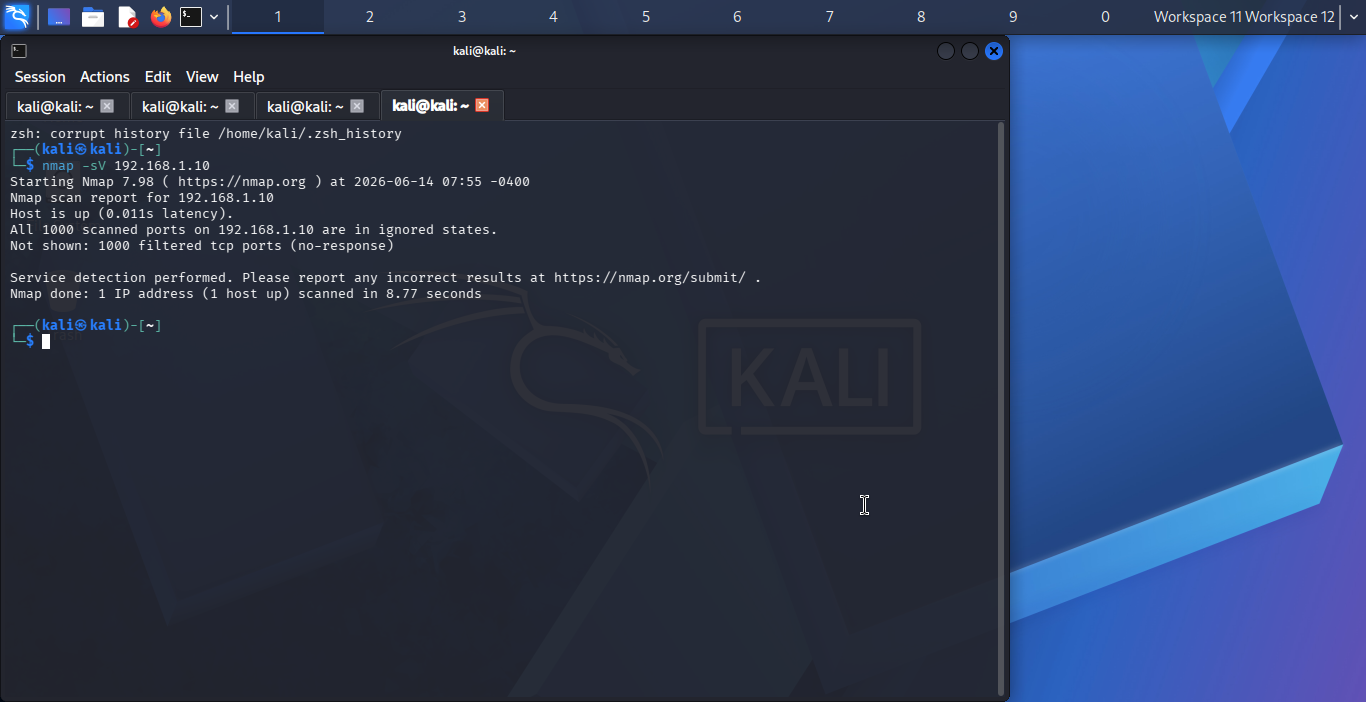 1 2 3 4 5 6 7 8 9 0 Workspace 11 Workspace 12
kali@kali: ~
Session Actions Edit View Help
kali@kali: ~ kali@kali: ~ kali@kali: ~ kali@kali: ~
zsh: corrupt history file /home/kali/.zsh_history
┌──(kali㉿kali)-[~]
└─$ nmap -sV 192.168.1.10
Starting Nmap 7.98 ( https://nmap.org ) at 2026-06-14 07:55 -0400
Nmap scan report for 192.168.1.10
Host is up (0.011s latency).
All 1000 scanned ports on 192.168.1.10 are in ignored states.
Not shown: 1000 filtered tcp ports (no-response)
Service detection performed. Please report any incorrect results at https://nmap.org/submit/ .
Nmap done: 1 IP address (1 host up) scanned in 8.77 seconds
┌──(kali㉿kali)-[~]
└─$
KALI